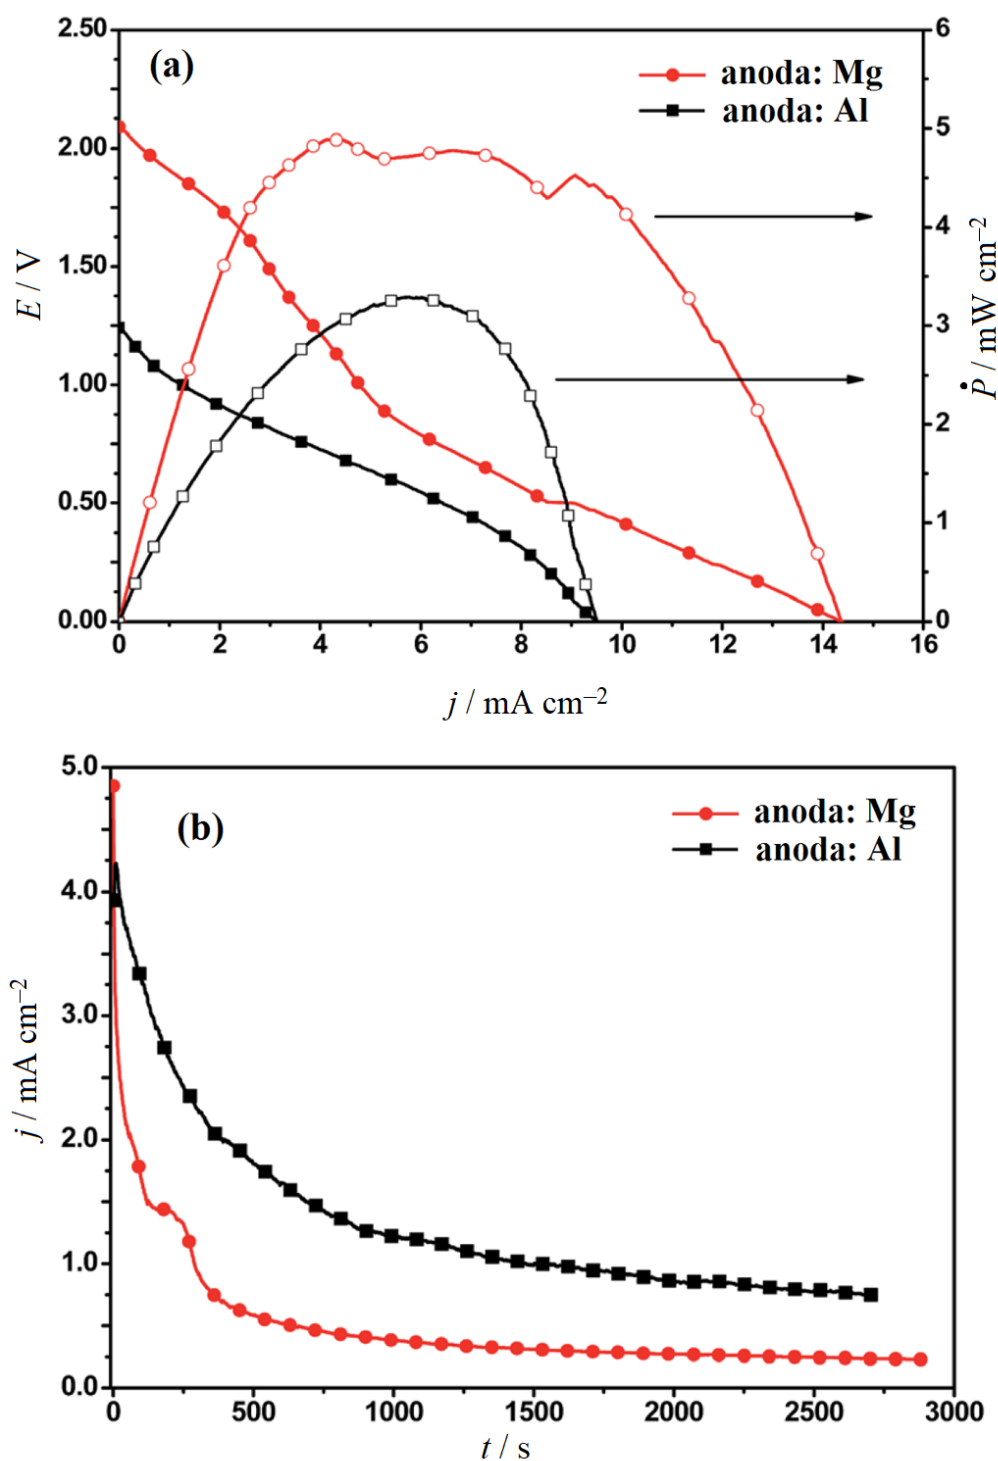 (a)
anoda: Mg
anoda: Al
2.50
2.00
1.50
1.00
0.50
0.00
E / V
6
5
4
3
2
1
0
Ṗ / mW cm⁻²
0 2 4 6 8 10 12 14 16
j / mA cm⁻²
(b)
anoda: Mg
anoda: Al
5.0
4.0
3.0
2.0
1.0
0.0
j / mA cm⁻²
0 500 1000 1500 2000 2500 3000
t / s